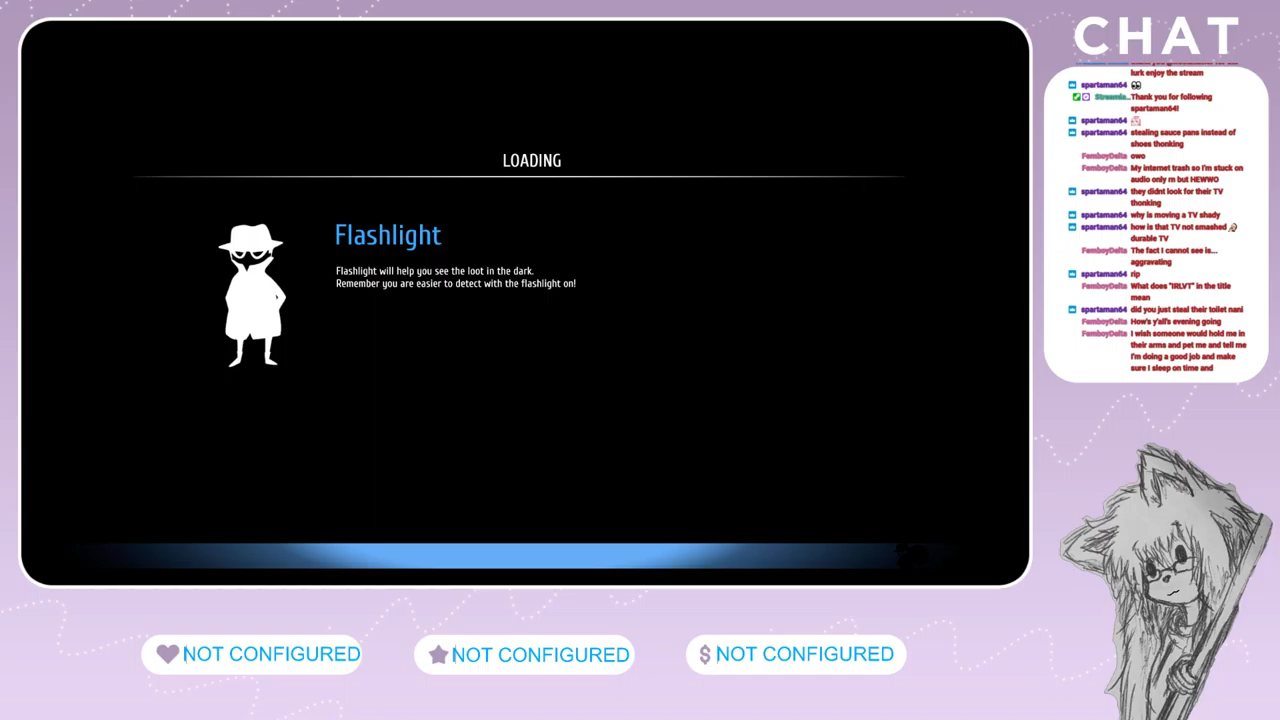 CHAT
lurk enjoy the stream
spartaman64
Streamla... Thank you for following
spartaman64!
spartaman64
spartaman64 stealing sauce pans instead of
shoes thonking
FemboyDelta owo
FemboyDelta My internet trash so I'm stuck on
audio only rn but HEWWO
spartaman64 they didnt look for their TV
thonking
spartaman64 why is moving a TV shady
spartaman64 how is that TV not smashed
durable TV
FemboyDelta The fact I cannot see is...
aggravating
spartaman64 rip
FemboyDelta What does "IRLVT" in the title
mean
spartaman64 did you just steal their toilet nani
FemboyDelta How's y'all's evening going
FemboyDelta I wish someone would hold me in
their arms and pet me and tell me
I'm doing a good job and make
sure I sleep on time and
LOADING
Flashlight
Flashlight will help you see the loot in the dark.
Remember you are easier to detect with the flashlight on!
NOT CONFIGURED
NOT CONFIGURED
$ NOT CONFIGURED